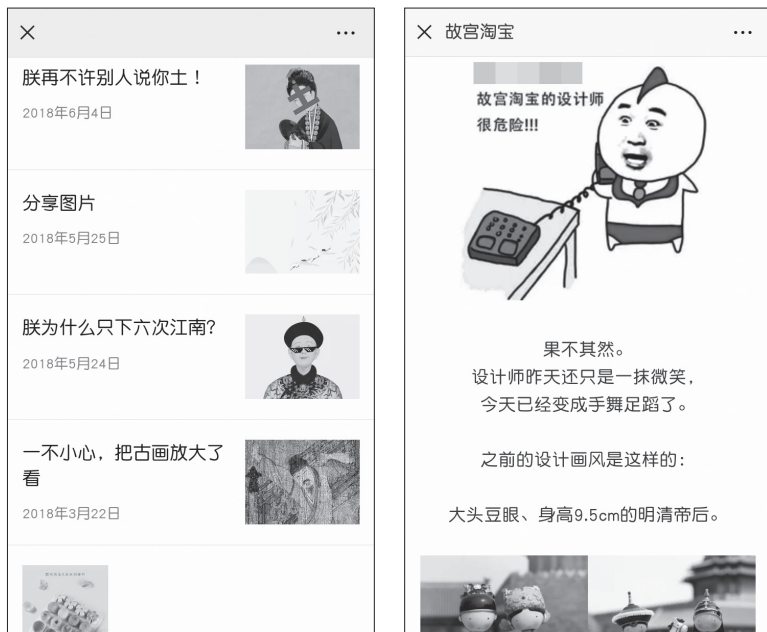 朕再不许别人说你土！
2018年6月4日
土
分享图片
2018年5月25日
朕为什么只下六次江南？
2018年5月24日
一不小心，把古画放大了
看
2018年3月22日
故宫淘宝
故宫淘宝的设计师
很危险!!!
果不其然。
设计师昨天还只是一抹微笑，
今天已经变成手舞足蹈了。
之前的设计画风是这样的：
大头豆眼、身高9.5cm的明清帝后。